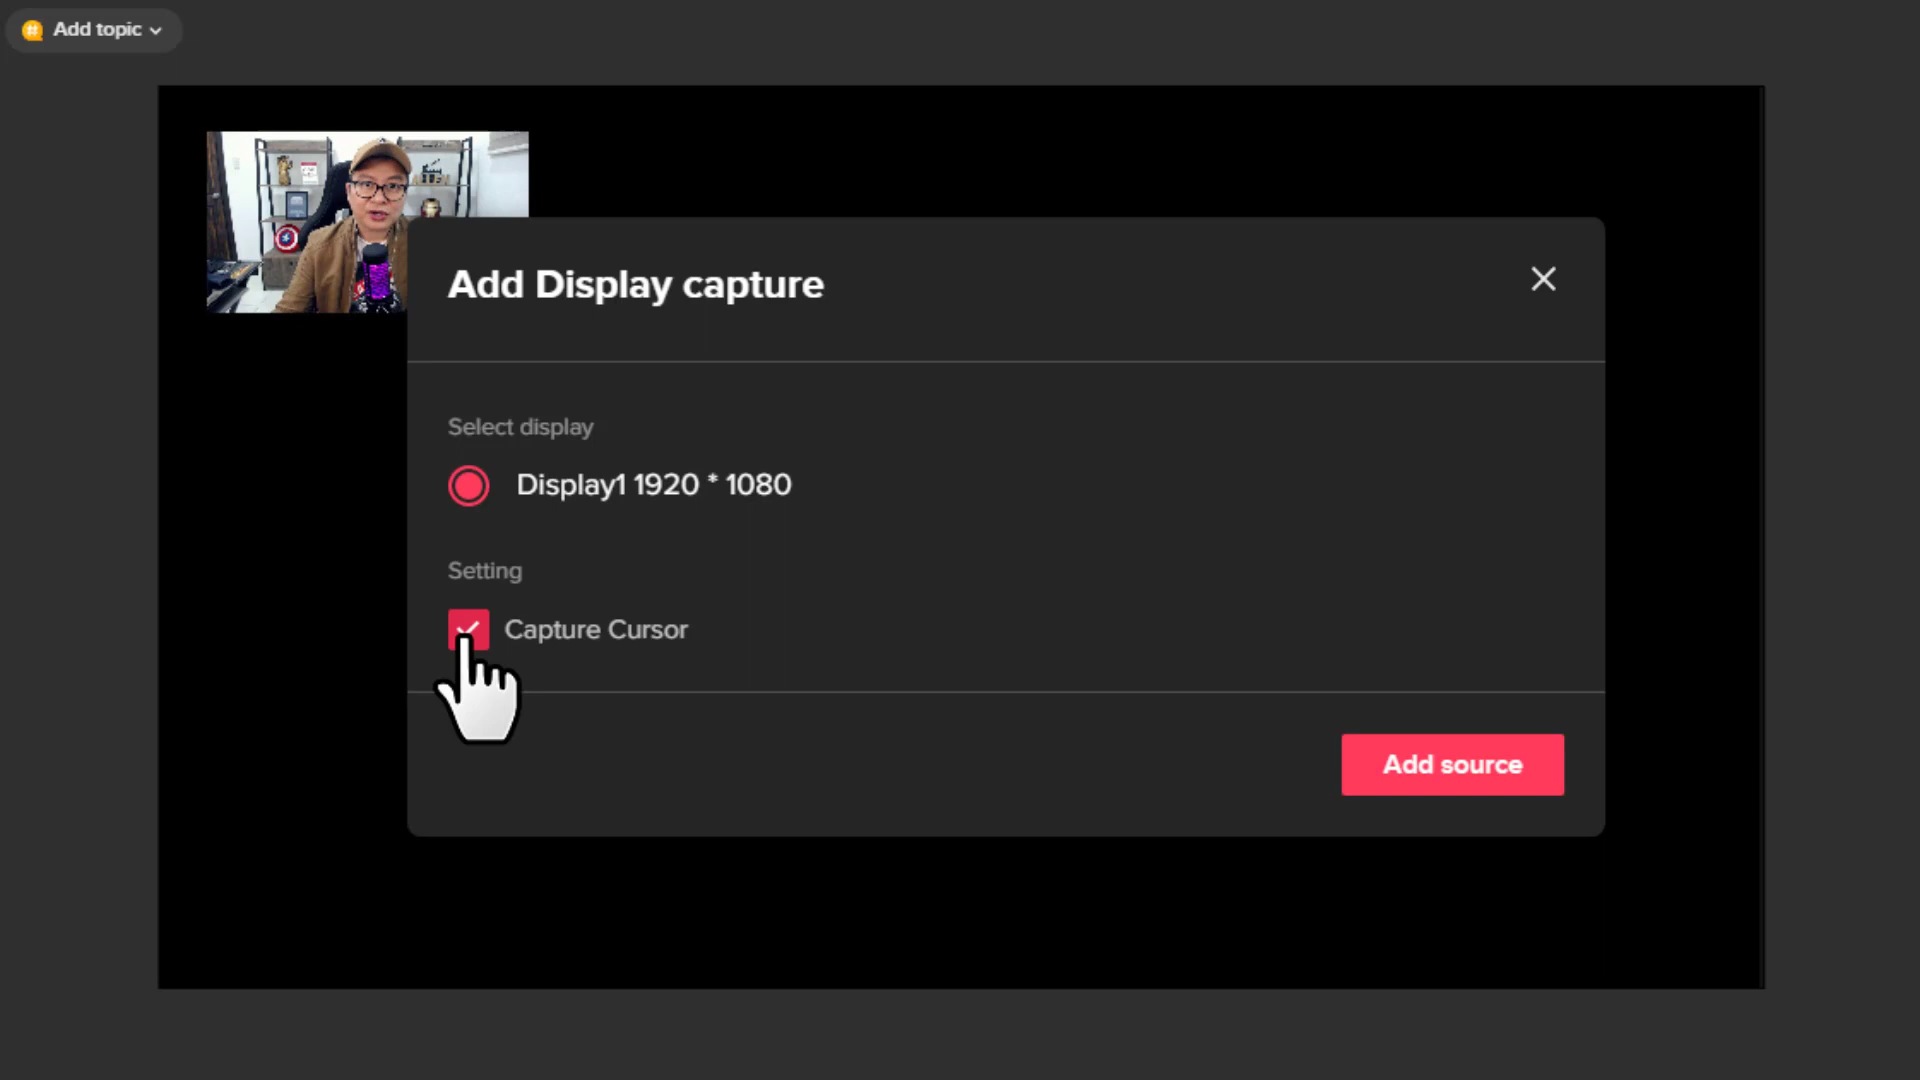 Add topic
Add Display capture
Select display
Display1 1920 * 1080
Setting
Capture Cursor
Add source